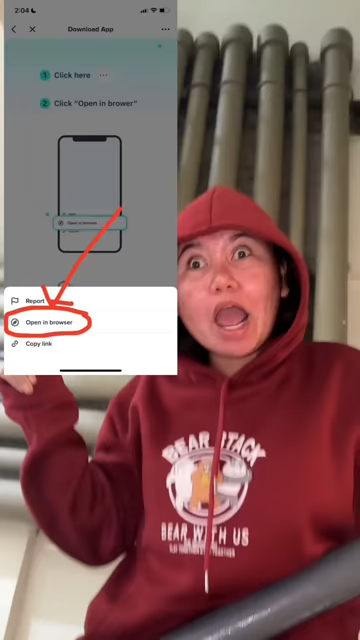 2:04
Download App
1 Click here
2 Click "Open in brower"
Open in browser
Report
Open in browser
Copy link
BEAR ATACK
BEAR WITH US